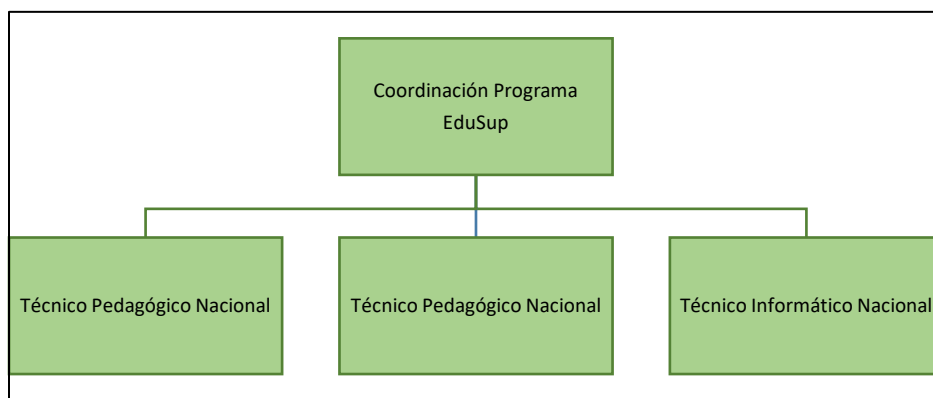 Coordinación Programa
EduSup
Técnico Pedagógico Nacional
Técnico Pedagógico Nacional
Técnico Informático Nacional